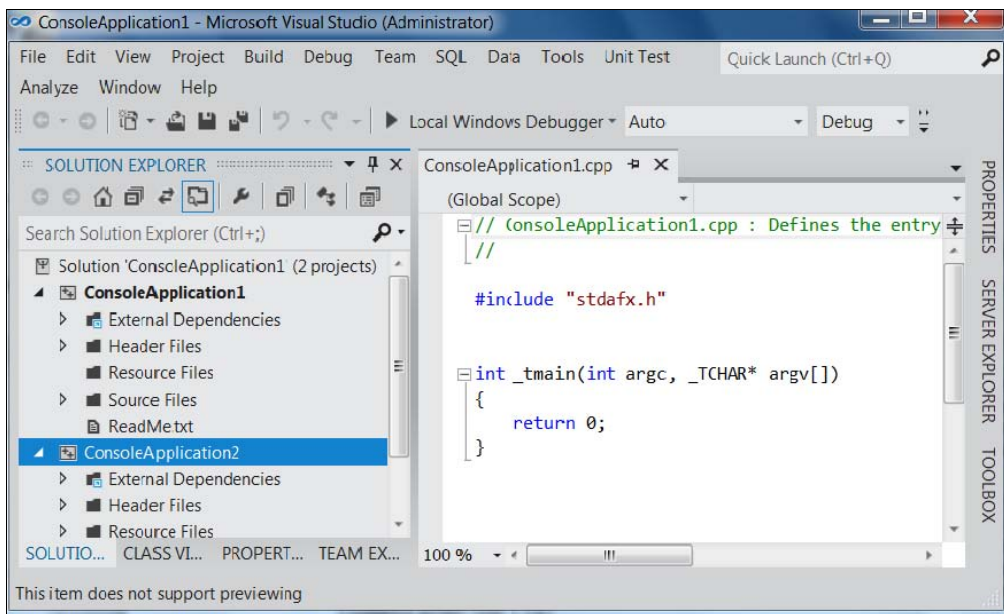 ConsoleApplication1 - Microsoft Visual Studio (Administrator)
File Edit View Project Build Debug Team SQL Data Tools Unit Test Quick Launch (Ctrl+Q)
Analyze Window Help
Local Windows Debugger Auto Debug
SOLUTION EXPLORER
Search Solution Explorer (Ctrl+;)
Solution 'ConsoleApplication1' (2 projects)
ConsoleApplication1
External Dependencies
Header Files
Resource Files
Source Files
ReadMe.txt
ConsoleApplication2
External Dependencies
Header Files
Resource Files
SOLUTIO... CLASS VI... PROPERT... TEAM EX...
ConsoleApplication1.cpp
(Global Scope)
// ConsoleApplication1.cpp : Defines the entry
//
#include "stdafx.h"
int _tmain(int argc, _TCHAR* argv[])
{
return 0;
}
100 %
PROPERTIES
SERVER EXPLORER
TOOLBOX
This item does not support previewing